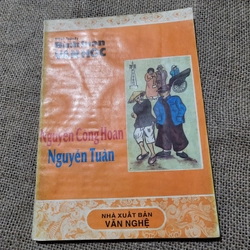 Nguyễn Công Hoan
Nguyễn Tuân
NHÀ XUẤT BẢN
VĂN NGHỆ